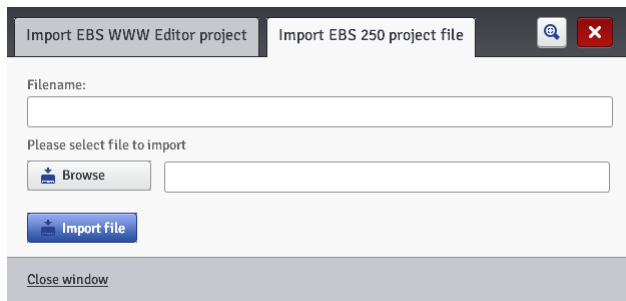 Import EBS WWW Editor project
Import EBS 250 project file
Filename:
Please select file to import
Browse
Import file
Close window